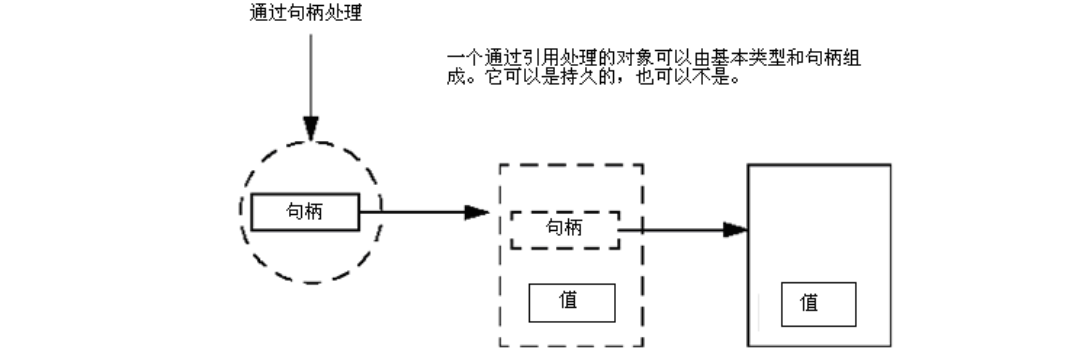 通过句柄处理
一个通过引用处理的对象可以由基本类型和句柄组
成。它可以是持久的，也可以不是。
句柄
句柄
值
值